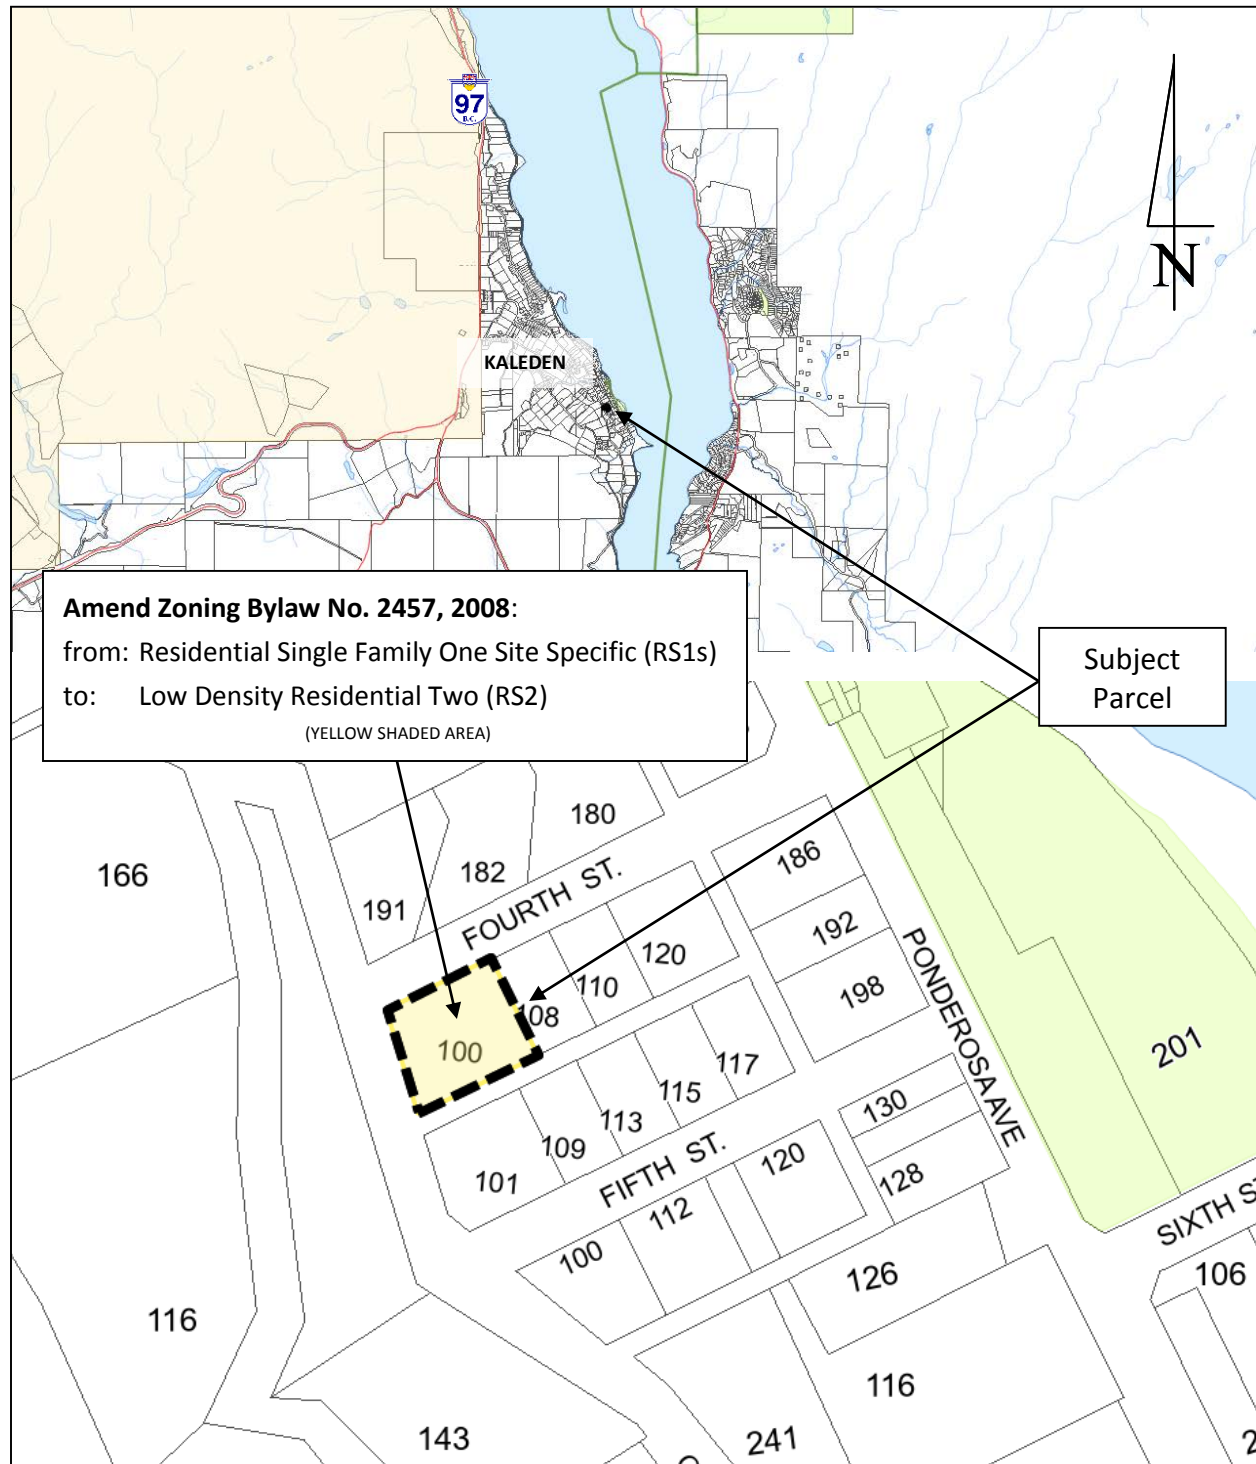 97
B.C.
N
KALEDEN
Amend Zoning Bylaw No. 2457, 2008:
from: Residential Single Family One Site Specific (RS1s)
to: Low Density Residential Two (RS2)
(YELLOW SHADED AREA)
Subject
Parcel
180
186
166
182
191
FOURTH ST.
192
120
110
198
108
100
PONDEROSA AVE
201
117
115
113
109
101
130
FIFTH ST.
120
128
112
100
SIXTH ST
126
106
116
116
143
241